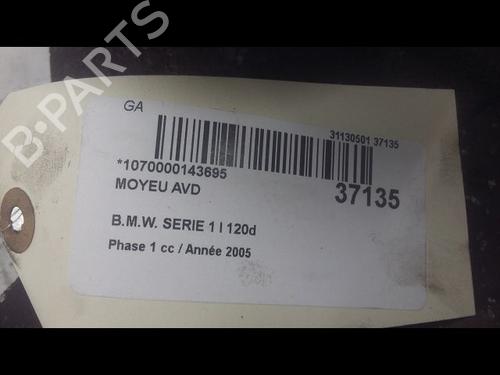 B-PARTS
GA
31130501 37135
*1070000143695
MOYEU AVD
37135
B.M.W. SERIE 1 I 120d
Phase 1 cc / Année 2005